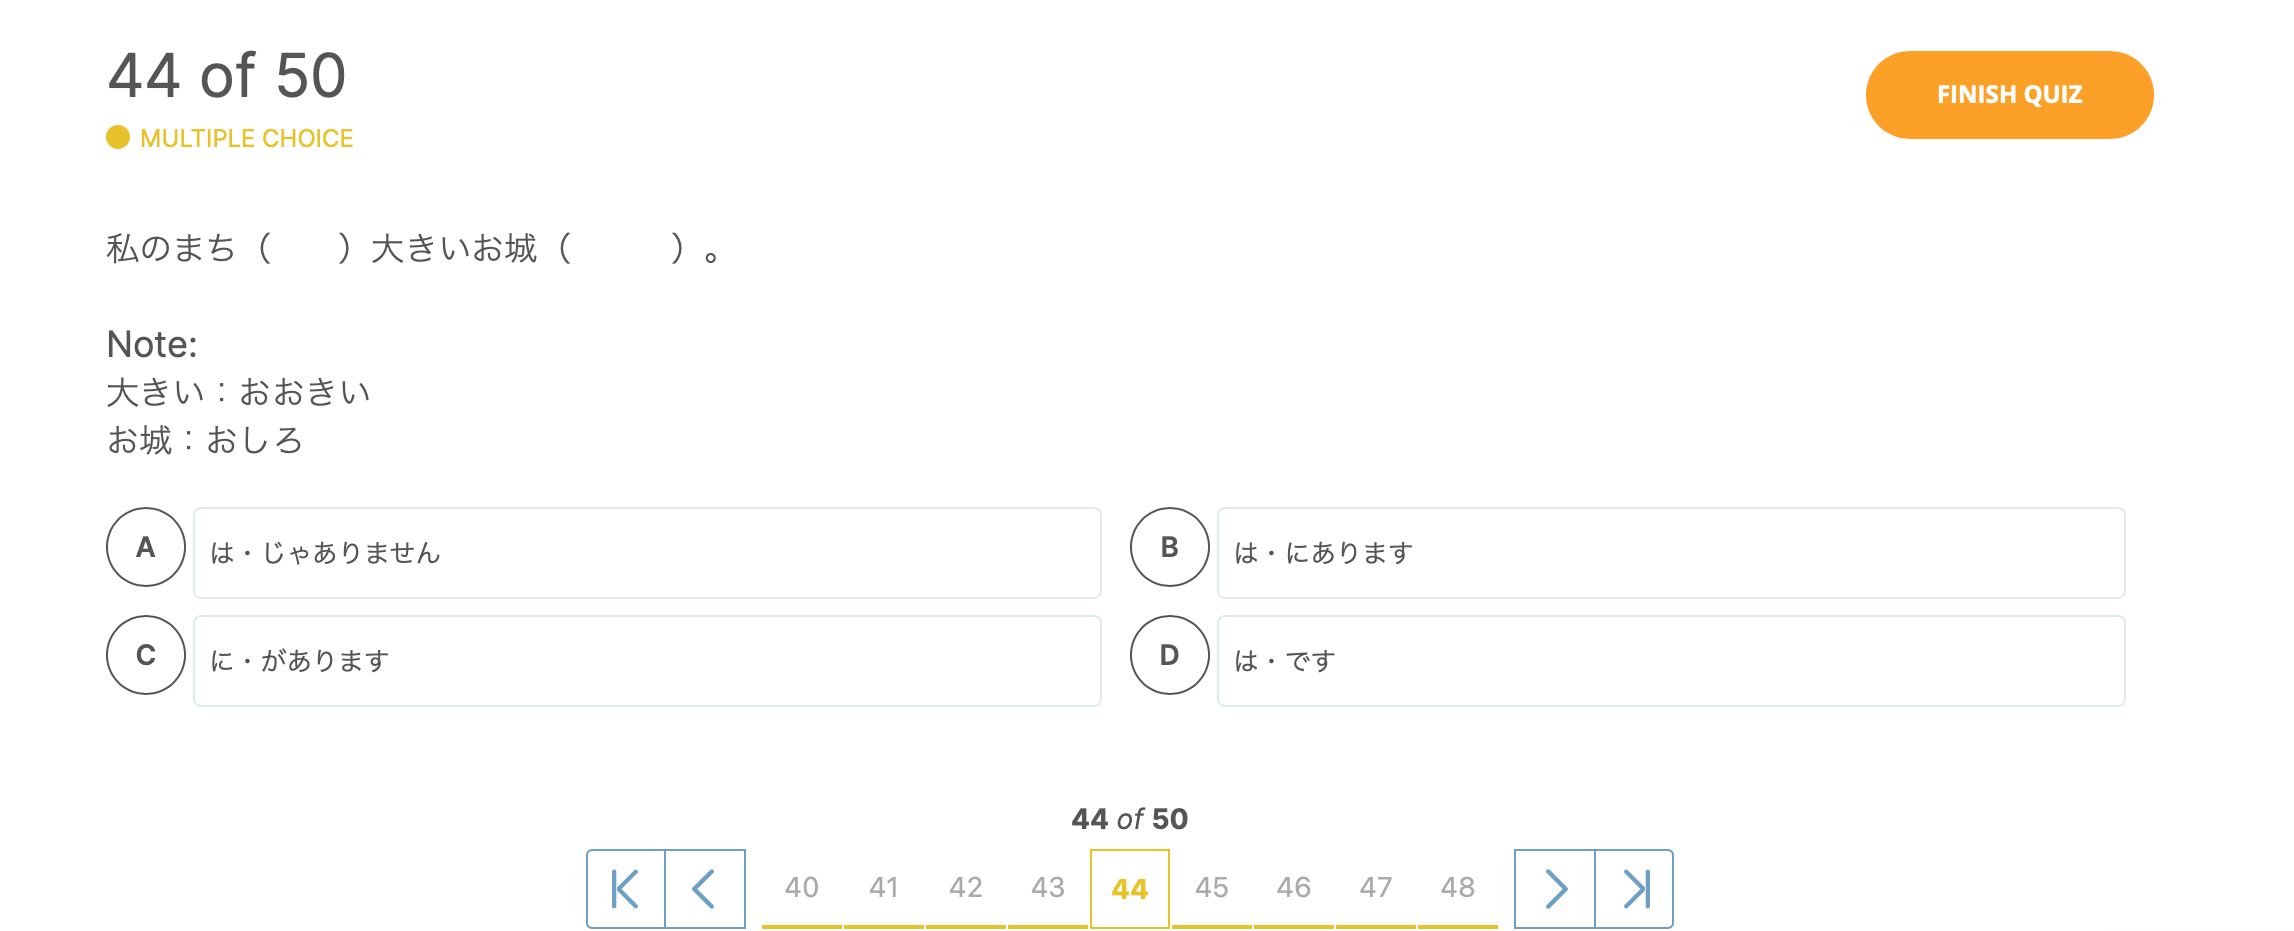 44 of 50
FINISH QUIZ
MULTIPLE CHOICE
私のまち（　　）大きいお城（　　　）。
Note:
大きい：おおきい
お城：おしろ
A は・じゃありません
B は・にあります
C に・があります
D は・です
44 of 50
40 41 42 43 44 45 46 47 48